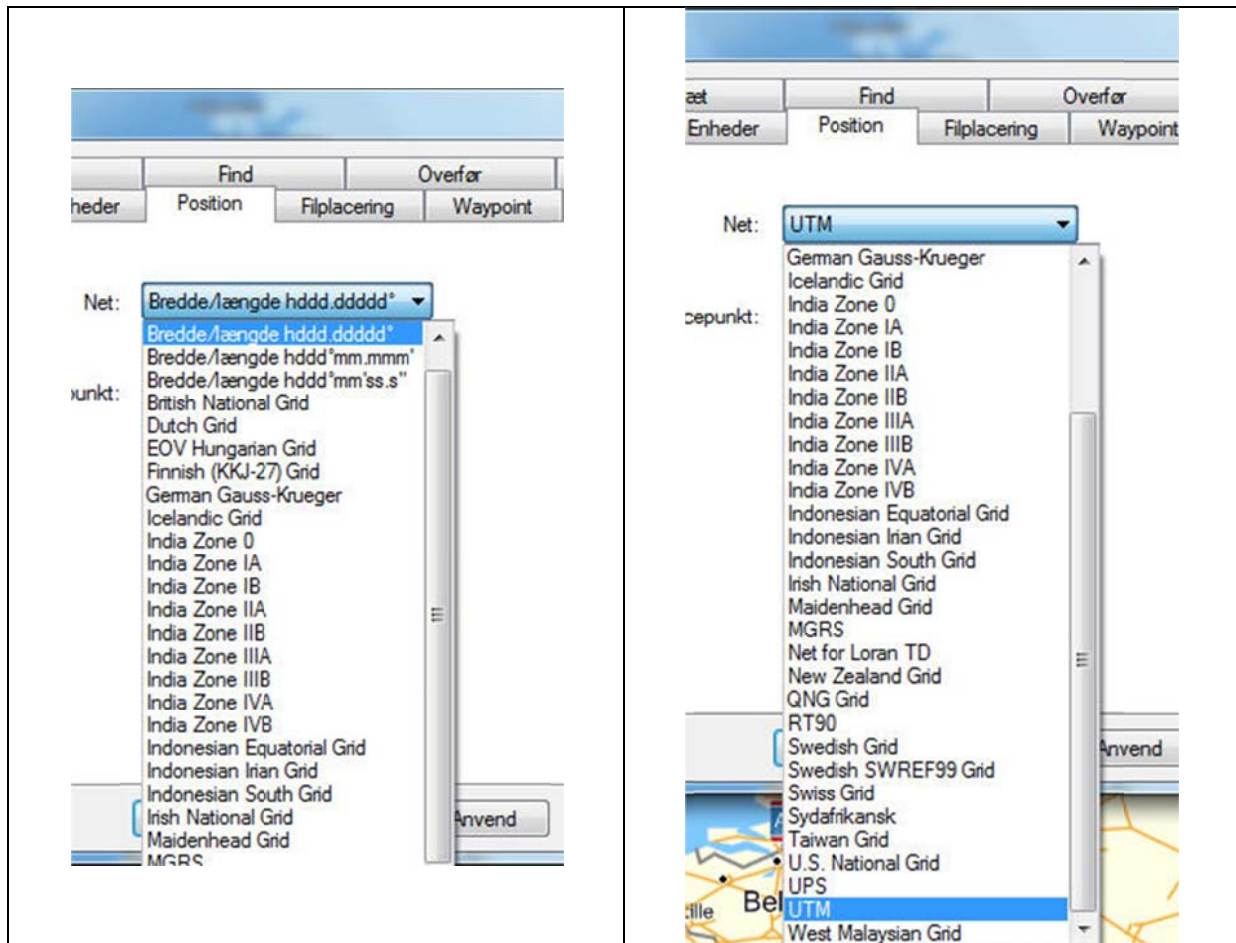 Find
Overfør
heder
Position
Filplacering
Waypoint
Net:
Bredde/længde hddd.ddddd°
Bredde/længde hddd.ddddd°
Bredde/længde hddd°mm.mmm'
Bredde/længde hddd°mm'ss.s"
British National Grid
punkt:
Dutch Grid
EOV Hungarian Grid
Finnish (KKJ-27) Grid
German Gauss-Krueger
Icelandic Grid
India Zone 0
India Zone IA
India Zone IB
India Zone IIA
India Zone IIB
India Zone IIIA
India Zone IIIB
India Zone IVA
India Zone IVB
Indonesian Equatorial Grid
Indonesian Irian Grid
Indonesian South Grid
Irish National Grid
Anvend
Maidenhead Grid
MGRS
æt
Find
Overfør
Enheder
Position
Filplacering
Waypoint
Net:
UTM
German Gauss-Krueger
Icelandic Grid
India Zone 0
cepunkt:
India Zone IA
India Zone IB
India Zone IIA
India Zone IIB
India Zone IIIA
India Zone IIIB
India Zone IVA
India Zone IVB
Indonesian Equatorial Grid
Indonesian Irian Grid
Indonesian South Grid
Irish National Grid
Maidenhead Grid
MGRS
Net for Loran TD
New Zealand Grid
QNG Grid
RT90
Swedish Grid
Anvend
Swedish SWREF99 Grid
Swiss Grid
Sydafrikansk
Taiwan Grid
U.S. National Grid
UPS
Bel
ille
UTM
West Malaysian Grid